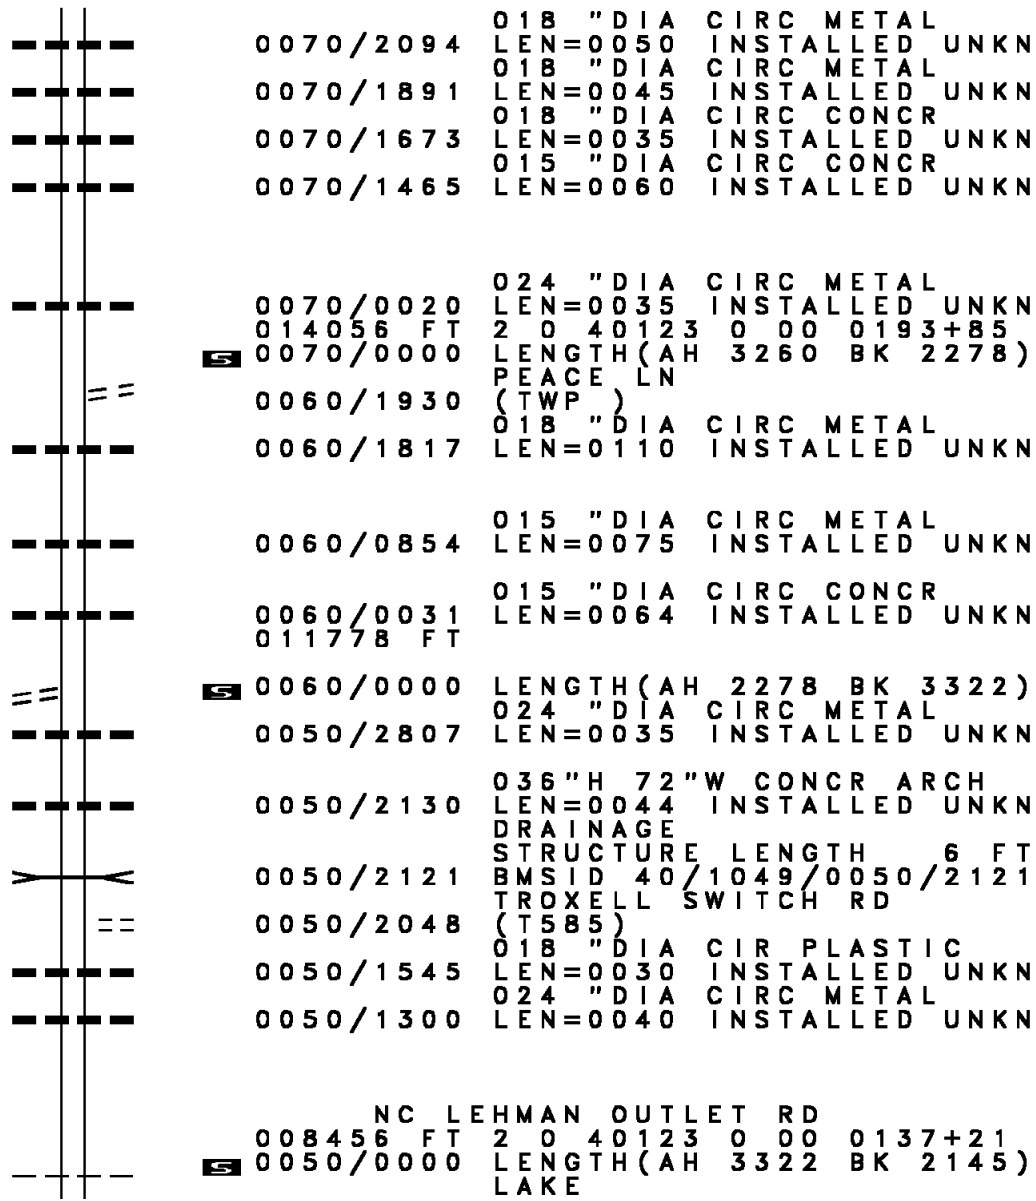 018 "DIA CIRC METAL
0070/2094 LEN=0050 INSTALLED UNKN
018 "DIA CIRC METAL
0070/1891 LEN=0045 INSTALLED UNKN
018 "DIA CIRC CONCR
0070/1673 LEN=0035 INSTALLED UNKN
015 "DIA CIRC CONCR
0070/1465 LEN=0060 INSTALLED UNKN
024 "DIA CIRC METAL
0070/0020 LEN=0035 INSTALLED UNKN
014056 FT 2 0 40123 0 00 0193+85
S 0070/0000 LENGTH(AH 3260 BK 2278)
PEACE LN
0060/1930 (TWP )
018 "DIA CIRC METAL
0060/1817 LEN=0110 INSTALLED UNKN
015 "DIA CIRC METAL
0060/0854 LEN=0075 INSTALLED UNKN
015 "DIA CIRC CONCR
0060/0031 LEN=0064 INSTALLED UNKN
011778 FT
S 0060/0000 LENGTH(AH 2278 BK 3322)
024 "DIA CIRC METAL
0050/2807 LEN=0035 INSTALLED UNKN
036"H 72"W CONCR ARCH
0050/2130 LEN=0044 INSTALLED UNKN
DRAINAGE
STRUCTURE LENGTH 6 FT
0050/2121 BMSID 40/1049/0050/2121
TROXELL SWITCH RD
0050/2048 (T585)
018 "DIA CIR PLASTIC
0050/1545 LEN=0030 INSTALLED UNKN
024 "DIA CIRC METAL
0050/1300 LEN=0040 INSTALLED UNKN
NC LEHMAN OUTLET RD
008456 FT 2 0 40123 0 00 0137+21
S 0050/0000 LENGTH(AH 3322 BK 2145)
LAKE